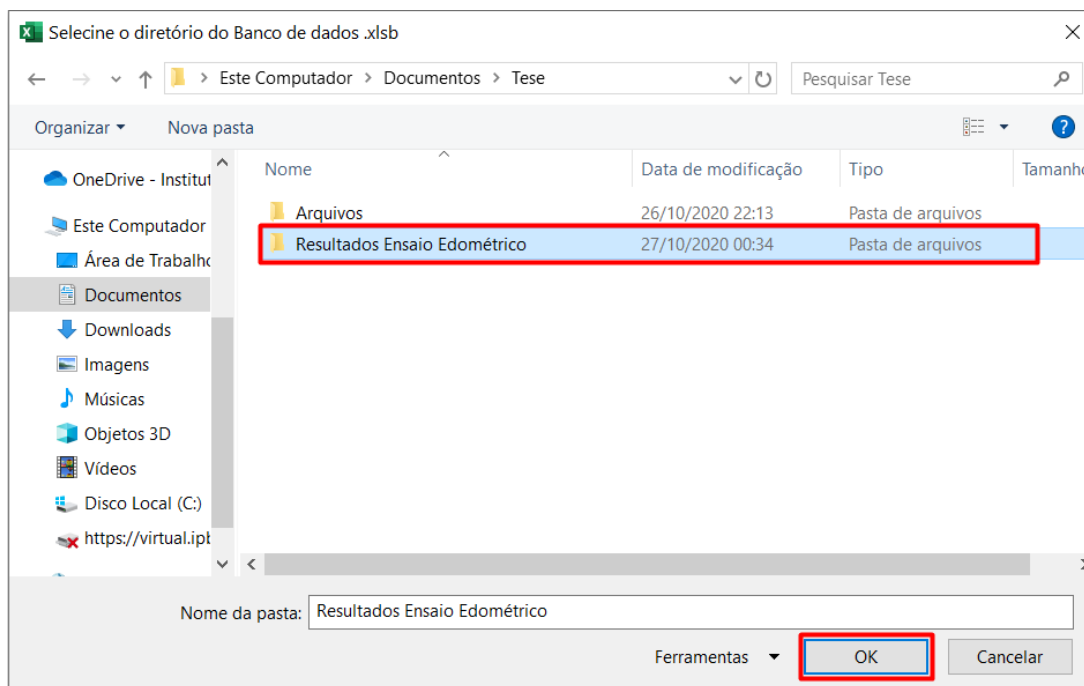 Selecine o diretório do Banco de dados .xlsb
Este Computador > Documentos > Tese
Pesquisar Tese
Organizar
Nova pasta
Nome
Data de modificação
Tipo
Tamanho
Arquivos
26/10/2020 22:13
Pasta de arquivos
Resultados Ensaio Edométrico
27/10/2020 00:34
Pasta de arquivos
OneDrive - Institut
Este Computador
Área de Trabalho
Documentos
Downloads
Imagens
Músicas
Objetos 3D
Vídeos
Disco Local (C:)
https://virtual.ipb
Nome da pasta: Resultados Ensaio Edométrico
Ferramentas
OK
Cancelar